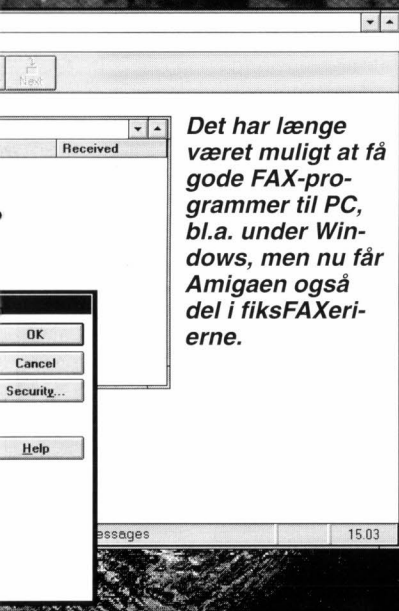 Next
Received
Det har længe
været muligt at få
gode FAX-pro-
grammer til PC,
bl.a. under Win-
dows, men nu får
Amigaen også
del i fiksFAXeri-
erne.
OK
Cancel
Security...
Help
essages
15.03